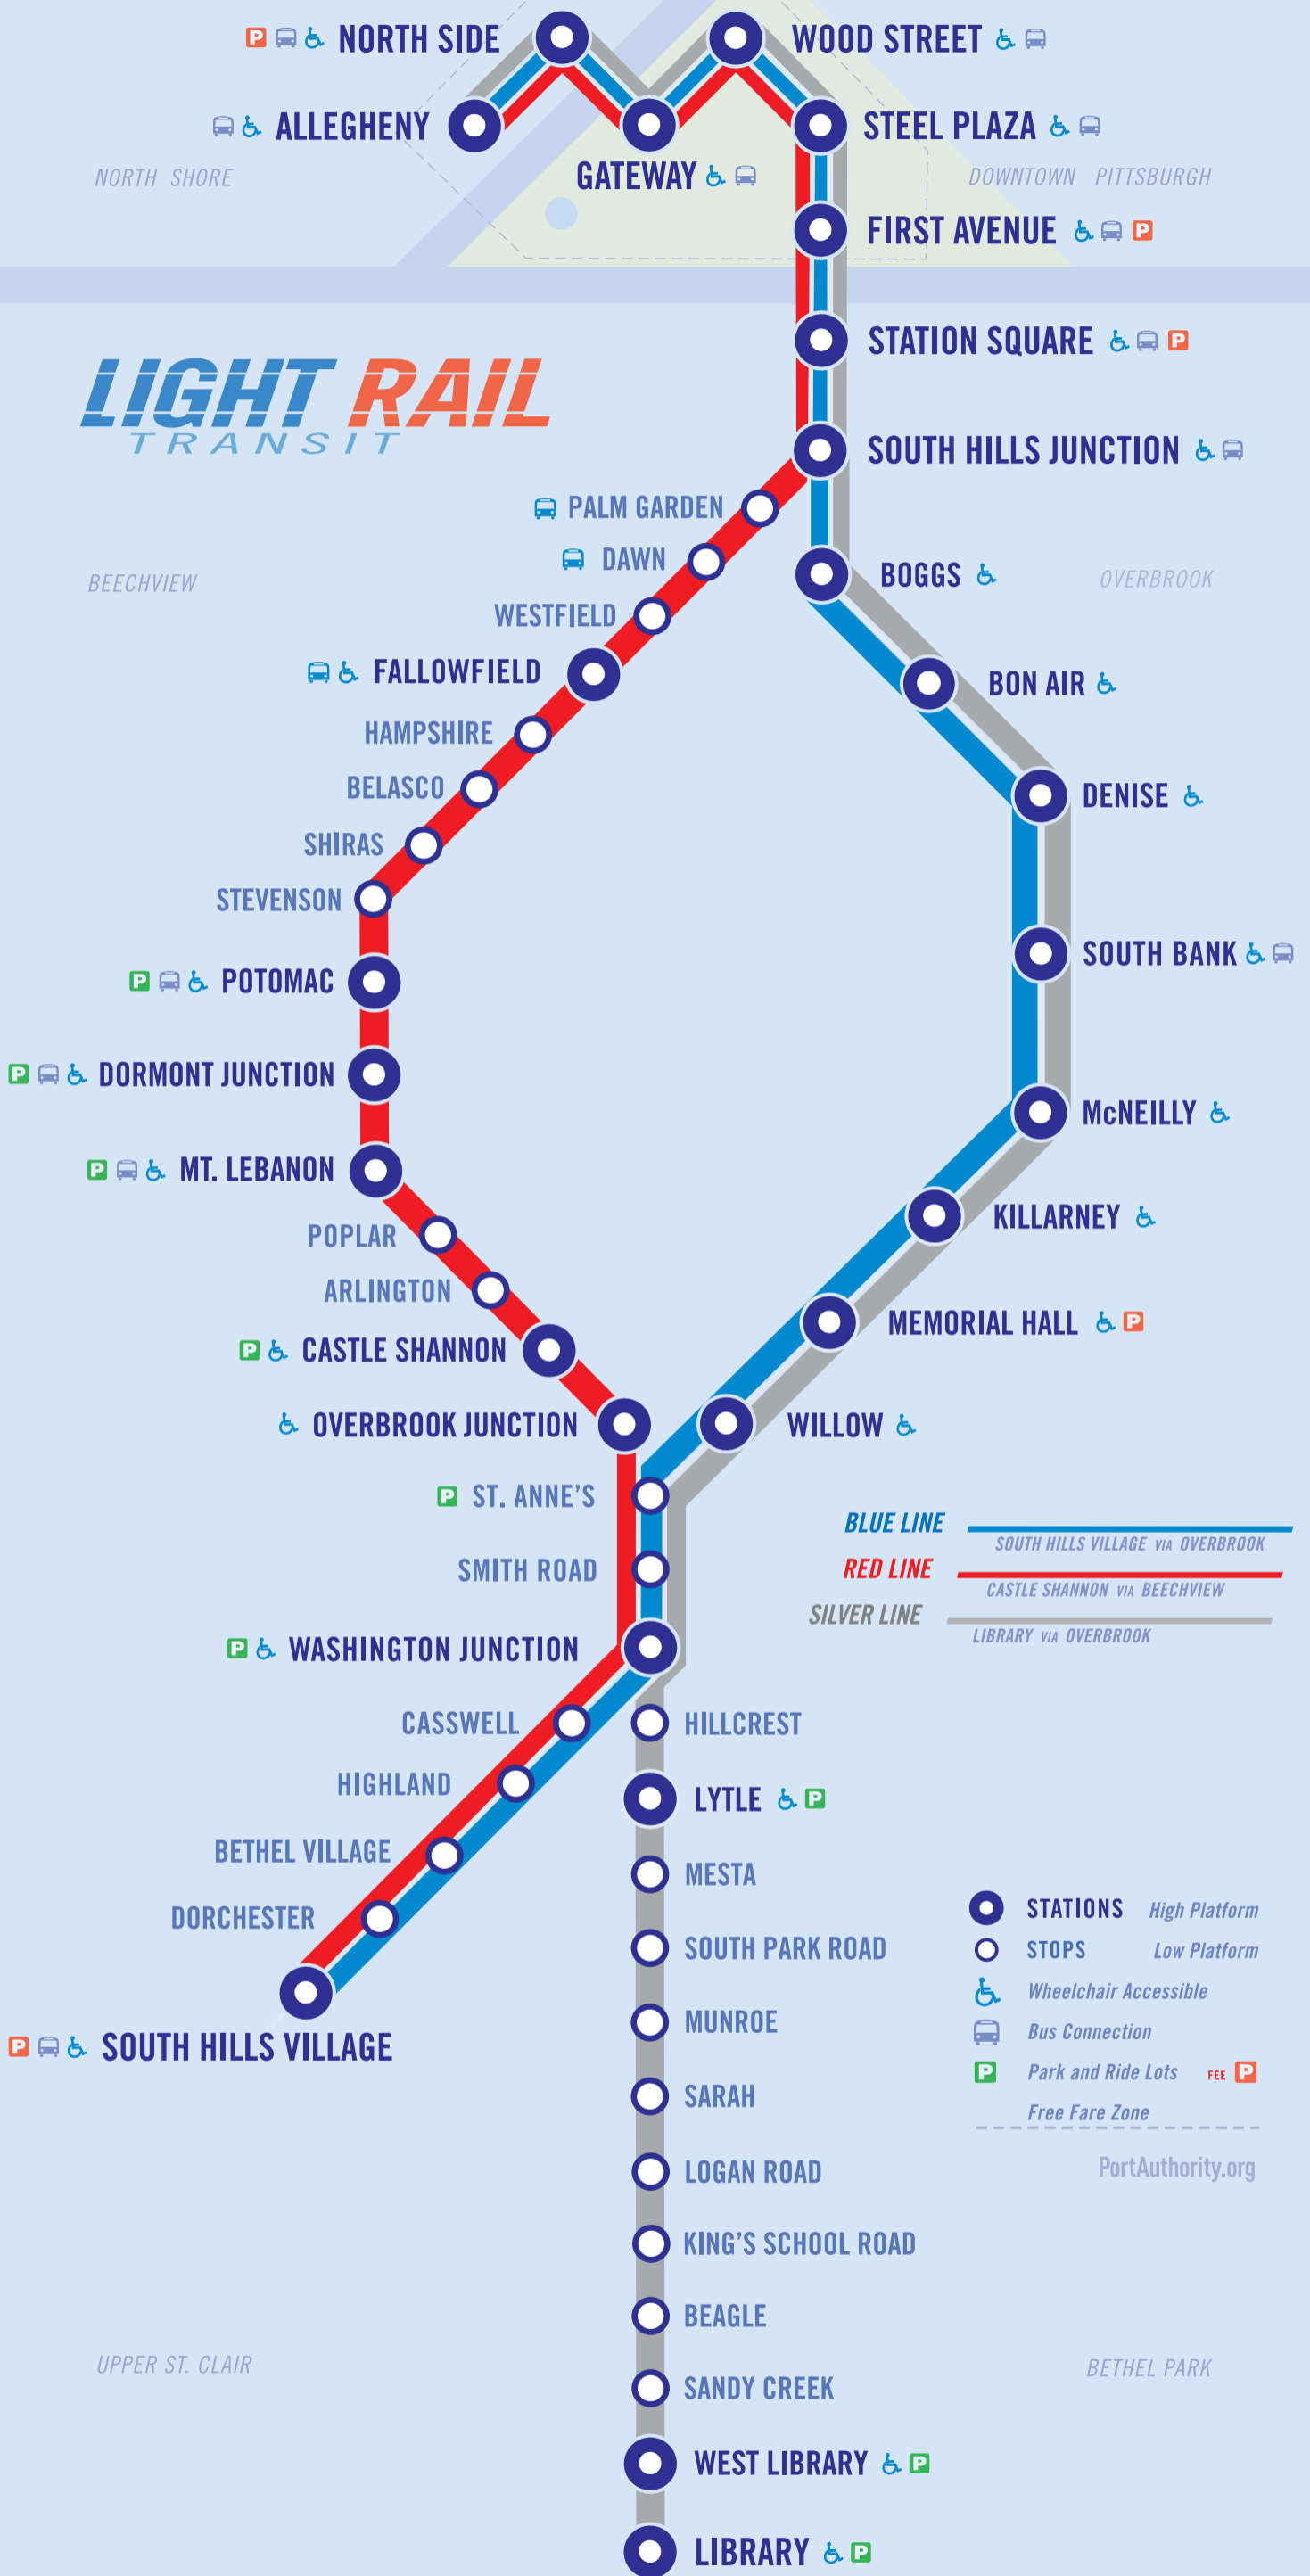 P NORTH SIDE
WOOD STREET
ALLEGHENY
STEEL PLAZA
GATEWAY
NORTH SHORE
DOWNTOWN PITTSBURGH
FIRST AVENUE P
STATION SQUARE P
LIGHT RAIL
TRANSIT
SOUTH HILLS JUNCTION
PALM GARDEN
DAWN
BOGGS
BEECHVIEW
OVERBROOK
WESTFIELD
FALLOWFIELD
BON AIR
HAMPSHIRE
BELASCO
DENISE
SHIRAS
STEVENSON
SOUTH BANK
P POTOMAC
P DORMONT JUNCTION
McNEILLY
P MT. LEBANON
KILLARNEY
POPLAR
ARLINGTON
MEMORIAL HALL P
P CASTLE SHANNON
OVERBROOK JUNCTION
WILLOW
P ST. ANNE'S
BLUE LINE
SOUTH HILLS VILLAGE VIA OVERBROOK
SMITH ROAD
RED LINE
CASTLE SHANNON VIA BEECHVIEW
SILVER LINE
LIBRARY VIA OVERBROOK
P WASHINGTON JUNCTION
CASSWELL
HILLCREST
HIGHLAND
LYTLE P
BETHEL VILLAGE
MESTA
DORCHESTER
SOUTH PARK ROAD
P SOUTH HILLS VILLAGE
MUNROE
SARAH
LOGAN ROAD
KING'S SCHOOL ROAD
BEAGLE
SANDY CREEK
WEST LIBRARY P
LIBRARY P
STATIONS High Platform
STOPS Low Platform
Wheelchair Accessible
Bus Connection
P Park and Ride Lots FEE P
Free Fare Zone
PortAuthority.org
UPPER ST. CLAIR
BETHEL PARK